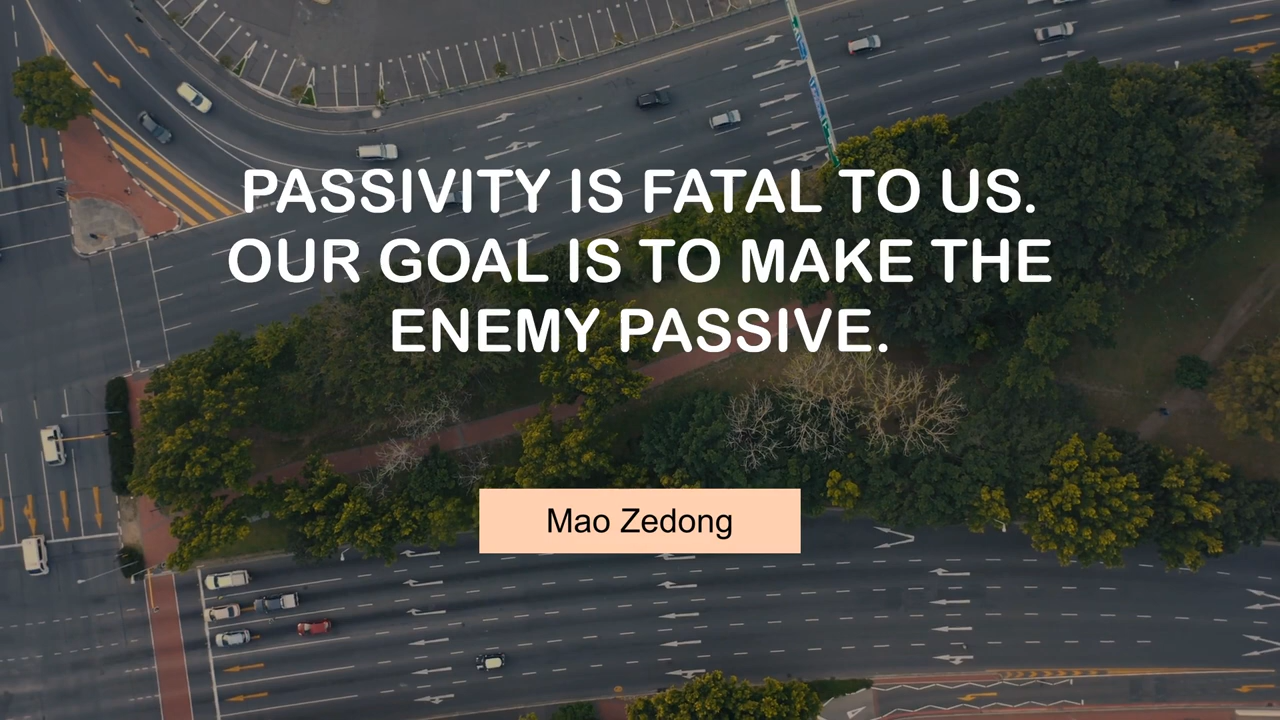 PASSIVITY IS FATAL TO US.
OUR GOAL IS TO MAKE THE
ENEMY PASSIVE.
Mao Zedong